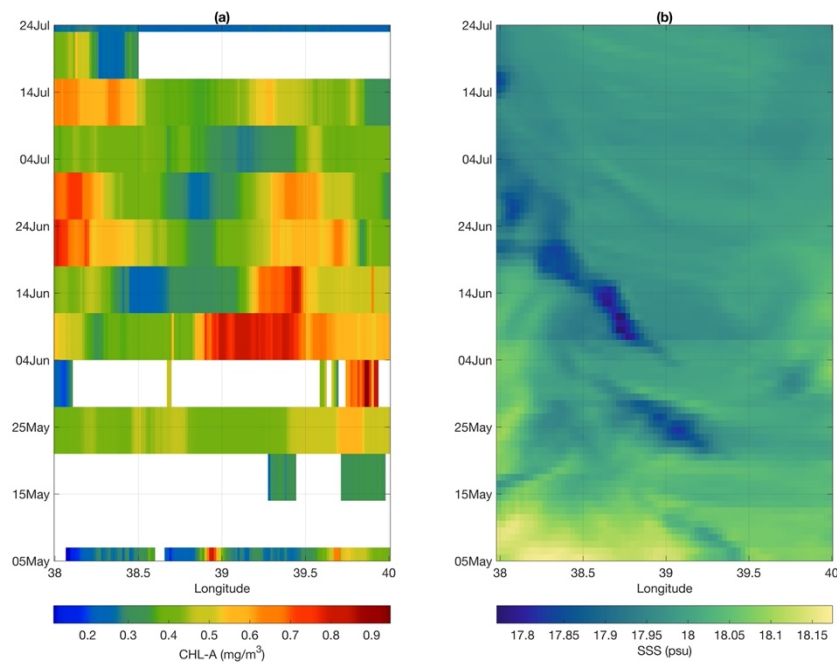 (a)
24Jul
14Jul
04Jul
24Jun
14Jun
04Jun
25May
15May
05May
38 38.5 39 39.5 40
Longitude
0.2 0.3 0.4 0.5 0.6 0.7 0.8 0.9
CHL-A (mg/m³)
(b)
24Jul
14Jul
04Jul
24Jun
14Jun
04Jun
25May
15May
05May
38 38.5 39 39.5 40
Longitude
17.8 17.85 17.9 17.95 18 18.05 18.1 18.15
SSS (psu)